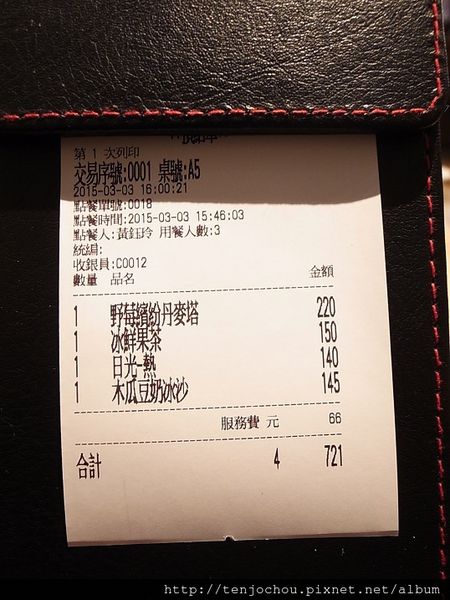 第 1 次列印
交易序號:0001 桌號:A5
2015-03-03 16:00:21
點餐單號:0018
點餐時間:2015-03-03 15:46:03
點餐人:黃鈺玲 用餐人數:3
統編:
收銀員:C0012
數量 品名 金額
1 野莓繽紛丹麥塔 220
1 冰鮮果茶 150
1 日光-熱 140
1 木瓜豆奶冰沙 145
服務費 元 66
合計 4 721
http://tenjochou.pixnet.net/album